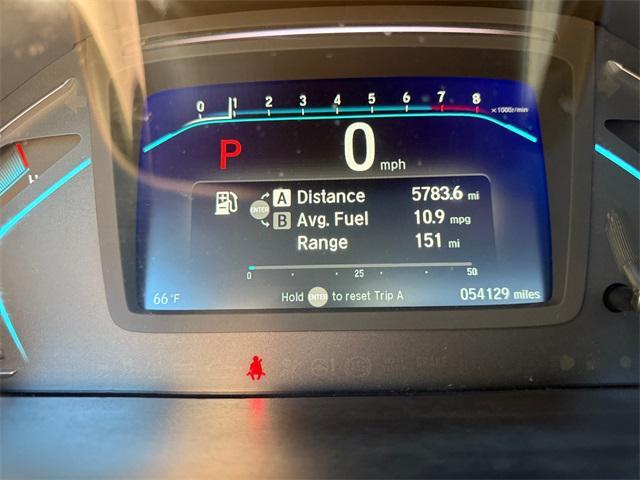 0 1 2 3 4 5 6 7 8 ×1000r/min
P 0 mph
A Distance 5783.6 mi
ENTER
B Avg. Fuel 10.9 mpg
Range 151 mi
0 25 50
66°F Hold ENTER to reset Trip A 054129 miles